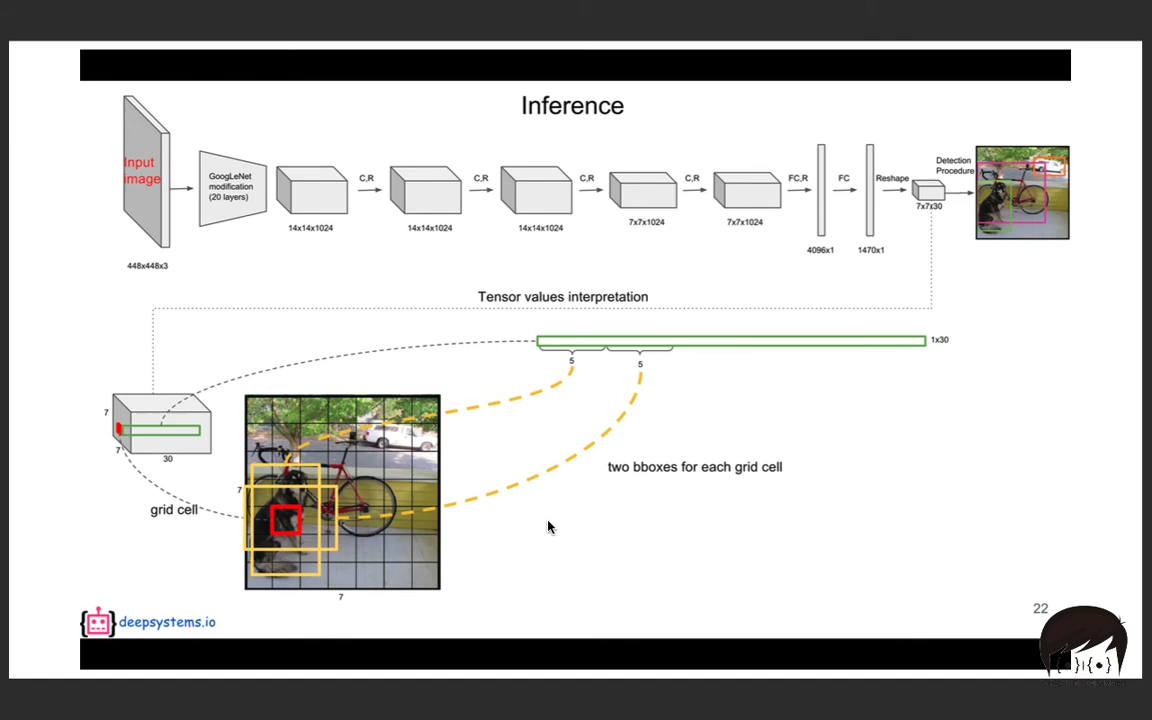 Inference
Input
image
GoogLeNet
modification
(20 layers)
C,R
C,R
C,R
C,R
FC,R
FC
Reshape
Detection
Procedure
448x448x3
14x14x1024
14x14x1024
14x14x1024
7x7x1024
7x7x1024
4096x1
1470x1
7x7x30
Tensor values interpretation
1x30
5
5
7
7
30
two bboxes for each grid cell
7
grid cell
7
deepsystems.io
22